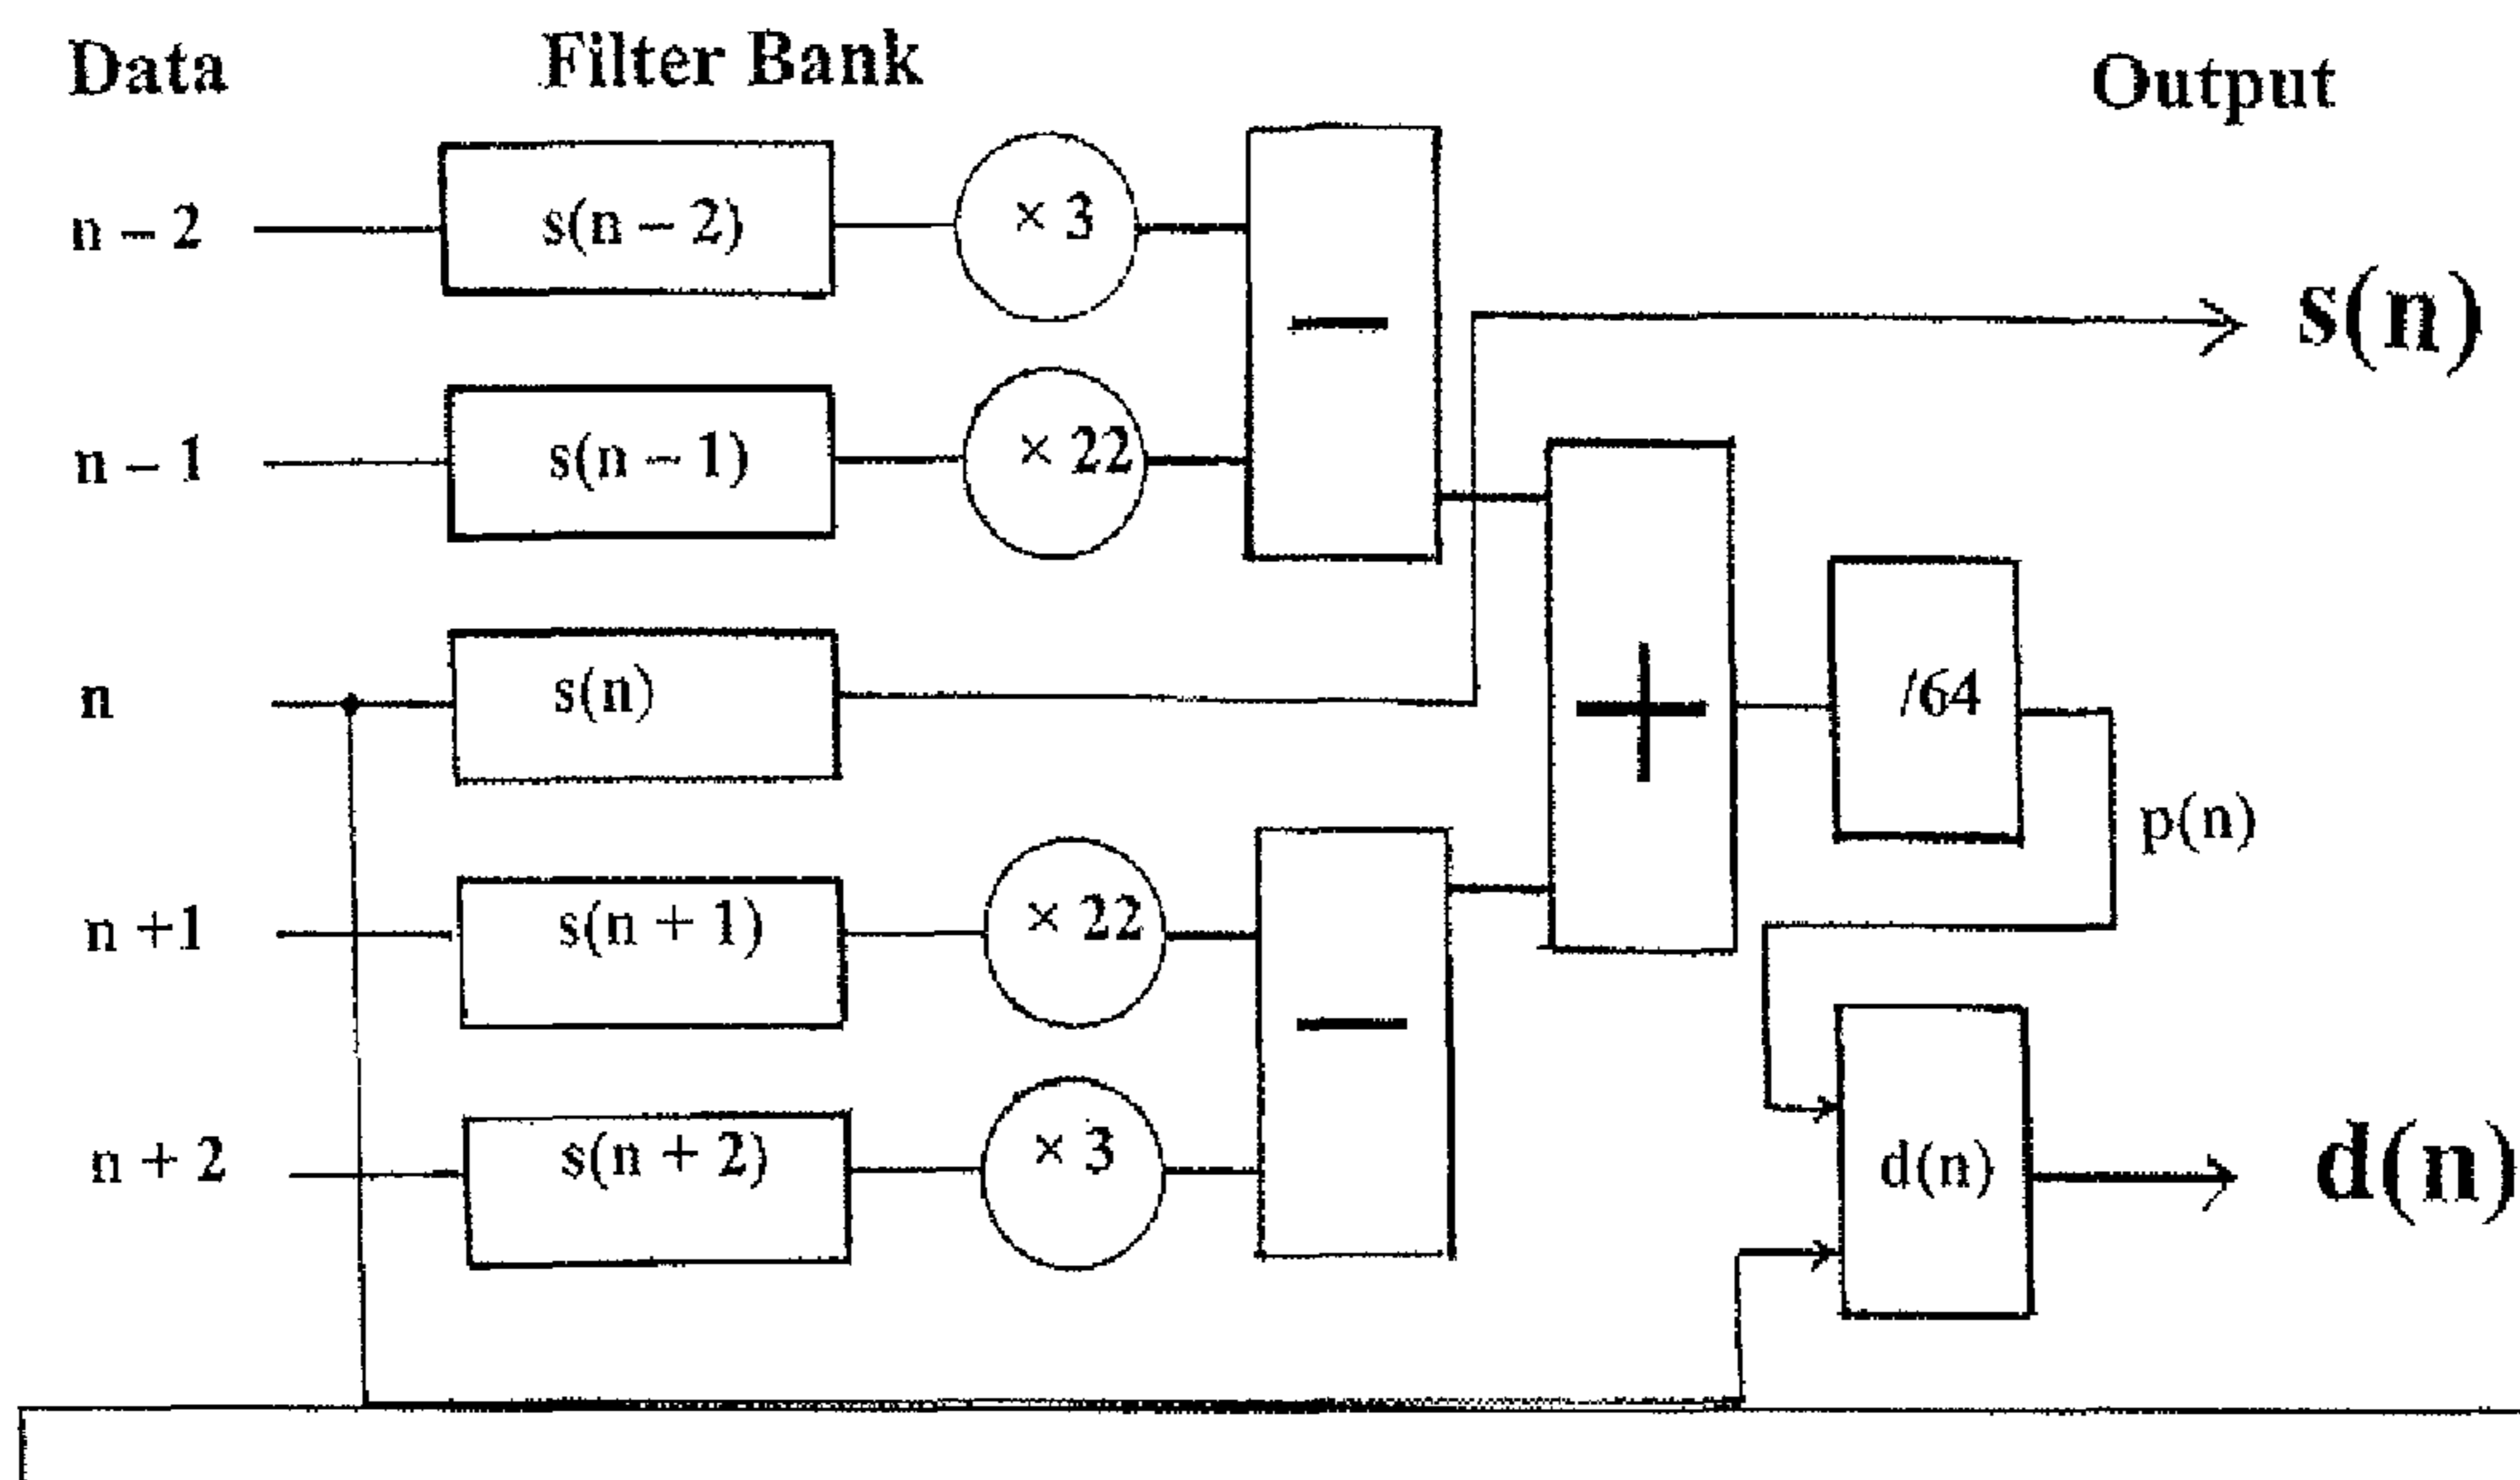 Data Filter Bank Output
n – 2 s(n – 2) × 3
s(n)
n – 1 s(n – 1) × 22
n s(n) /64
p(n)
n +1 s(n + 1) × 22
n + 2 s(n + 2) × 3 d(n) d(n)